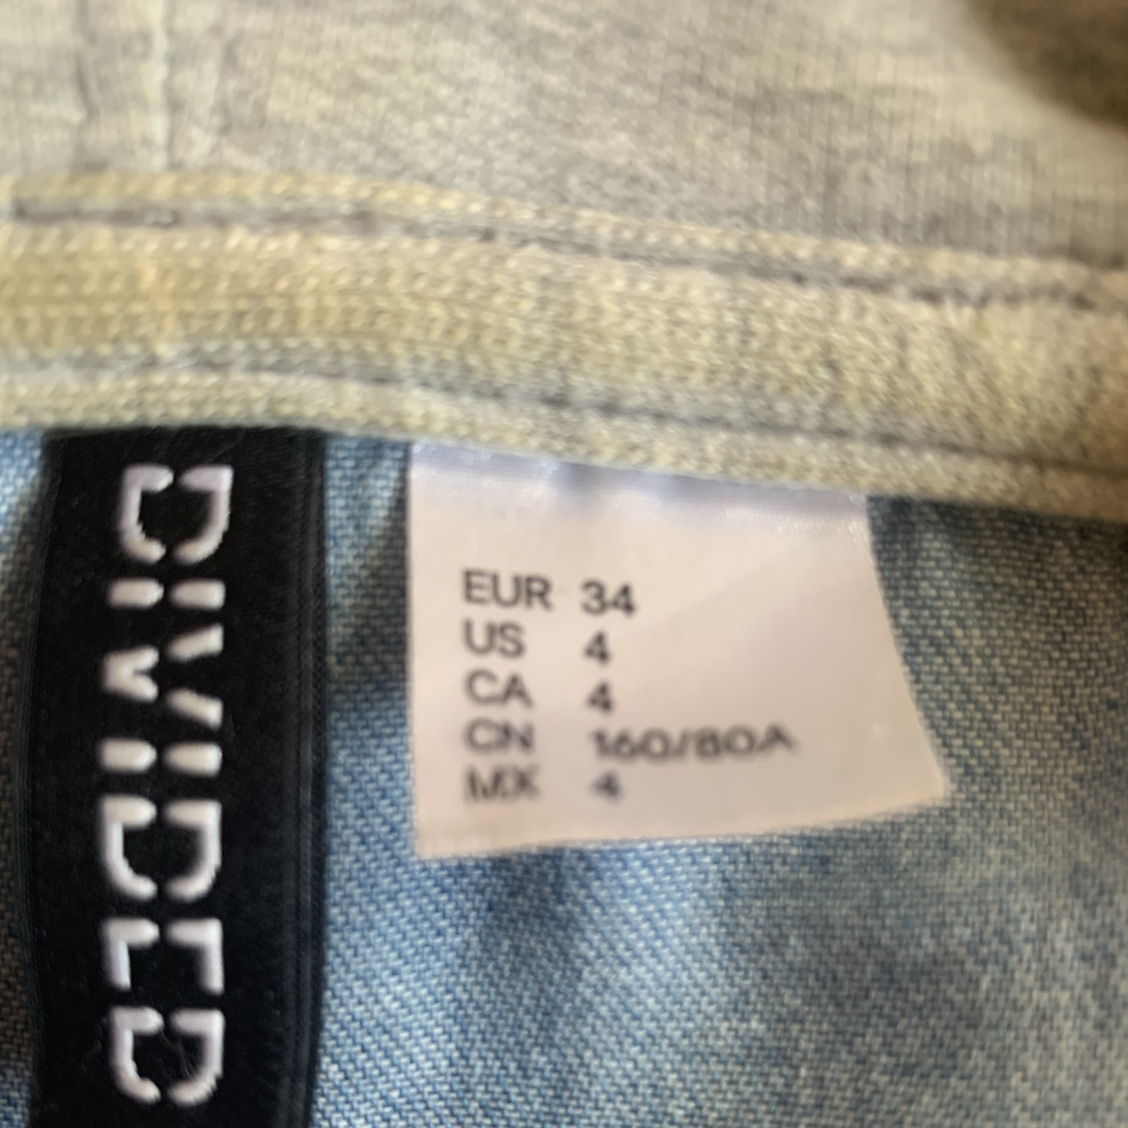 DIVIDED
EUR 34
US 4
CA 4
CN 160/80A
MX 4